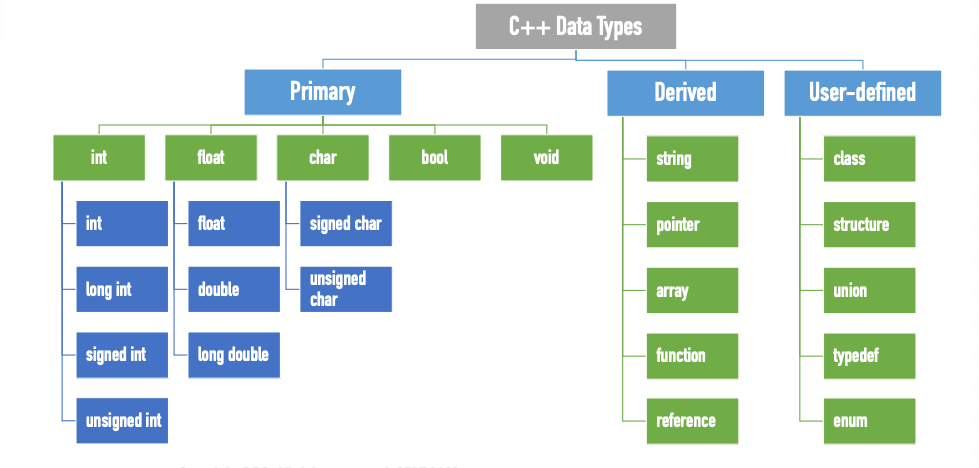 C++ Data Types
Primary
Derived
User-defined
int
float
char
bool
void
string
class
int
float
signed char
pointer
structure
long int
double
unsigned
char
array
union
signed int
long double
function
typedef
unsigned int
reference
enum